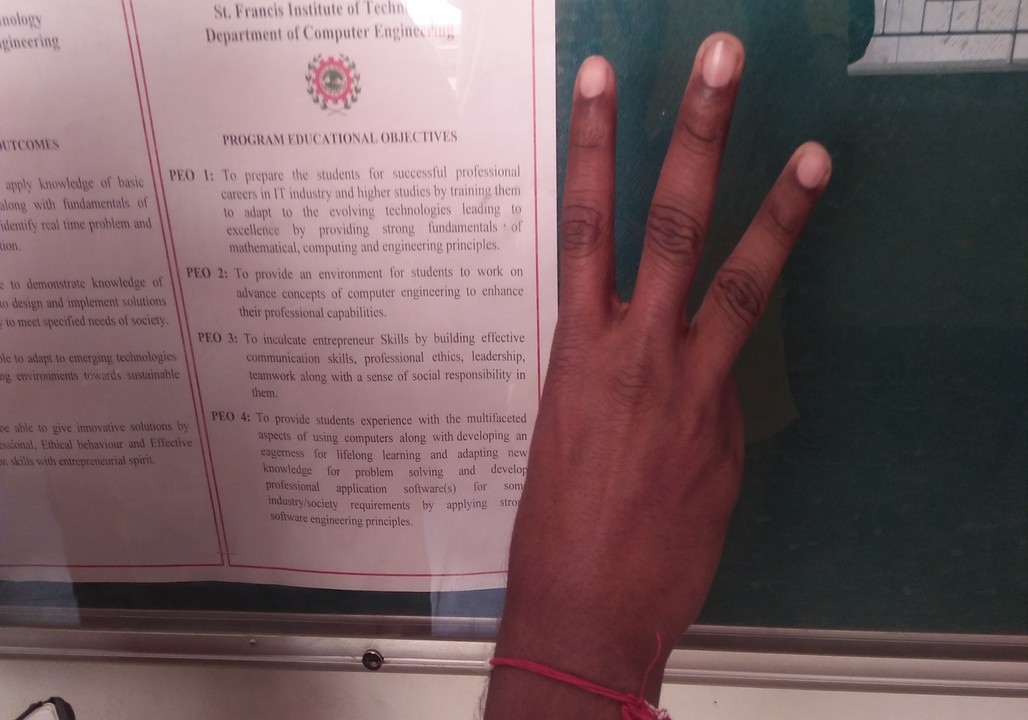 nology
gineering
OUTCOMES
apply knowledge of basic
along with fundamentals of
identify real time problem and
tion.
e to demonstrate knowledge of
to design and implement solutions
y to meet specified needs of society.
ble to adapt to emerging technologies
ng environments towards sustainable
be able to give innovative solutions by
essional, Ethical behaviour and Effective
n skills with entrepreneurial spirit.
St. Francis Institute of Techn
Department of Computer Engineering
PROGRAM EDUCATIONAL OBJECTIVES
PEO 1: To prepare the students for successful professional
careers in IT industry and higher studies by training them
to adapt to the evolving technologies leading to
excellence by providing strong fundamentals of
mathematical, computing and engineering principles.
PEO 2: To provide an environment for students to work on
advance concepts of computer engineering to enhance
their professional capabilities.
PEO 3: To inculcate entrepreneur Skills by building effective
communication skills, professional ethics, leadership,
teamwork along with a sense of social responsibility in
them.
PEO 4: To provide students experience with the multifaceted
aspects of using computers along with developing an
eagerness for lifelong learning and adapting new
knowledge for problem solving and develop
professional application software(s) for som
industry/society requirements by applying stron
software engineering principles.